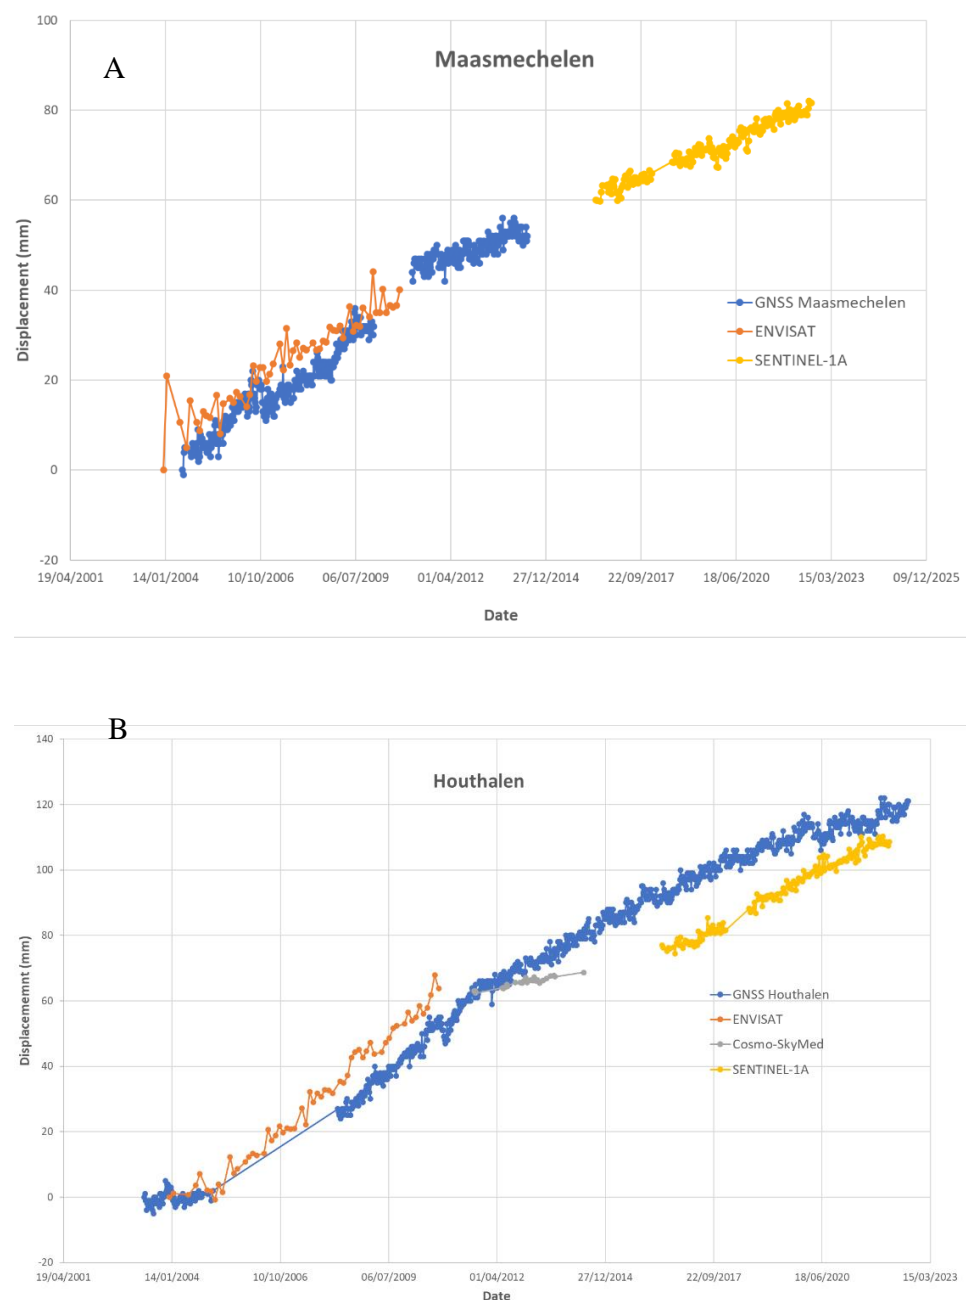 100
A
Maasmechelen
80
60
Displacement (mm)
40
GNSS Maasmechelen
ENVISAT
SENTINEL-1A
20
0
-20
19/04/2001 14/01/2004 10/10/2006 06/07/2009 01/04/2012 27/12/2014 22/09/2017 18/06/2020 15/03/2023 09/12/2025
Date
B
140
Houthalen
120
100
80
Displacememnt (mm)
60
GNSS Houthalen
ENVISAT
Cosmo-SkyMed
SENTINEL-1A
40
20
0
-20
19/04/2001 14/01/2004 10/10/2006 06/07/2009 01/04/2012 27/12/2014 22/09/2017 18/06/2020 15/03/2023
Date